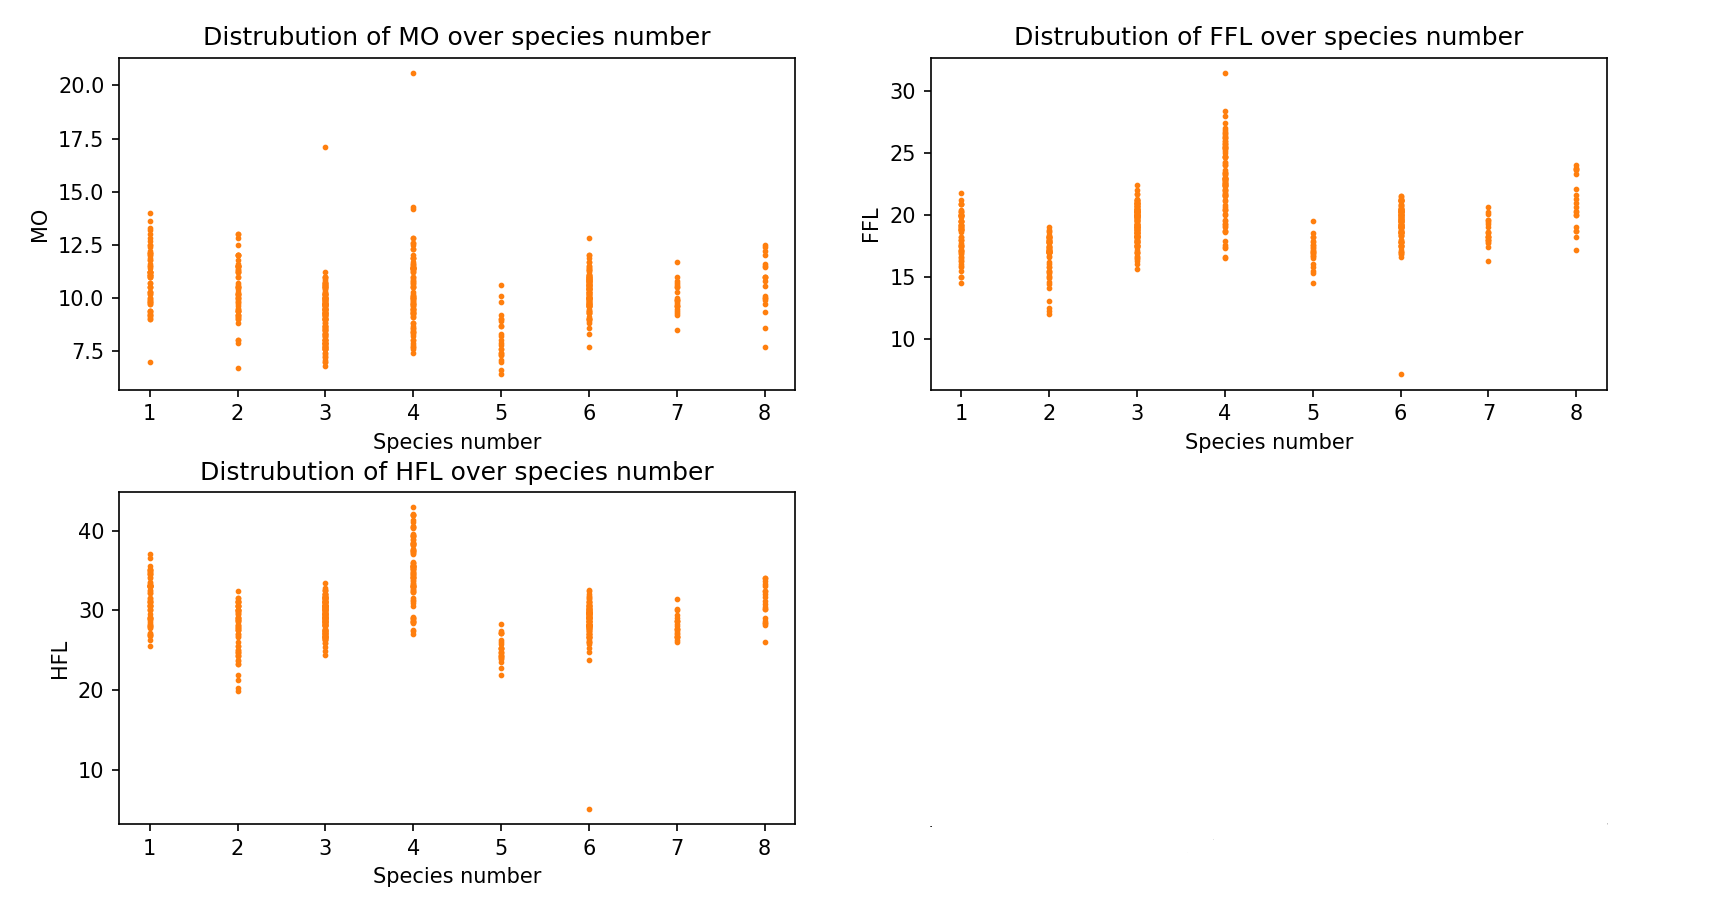 Distrubution of MO over species number
20.0
17.5
15.0
12.5
10.0
7.5
MO
1 2 3 4 5 6 7 8
Species number
Distrubution of FFL over species number
30
25
20
15
10
FFL
1 2 3 4 5 6 7 8
Species number
Distrubution of HFL over species number
40
30
20
10
HFL
1 2 3 4 5 6 7 8
Species number